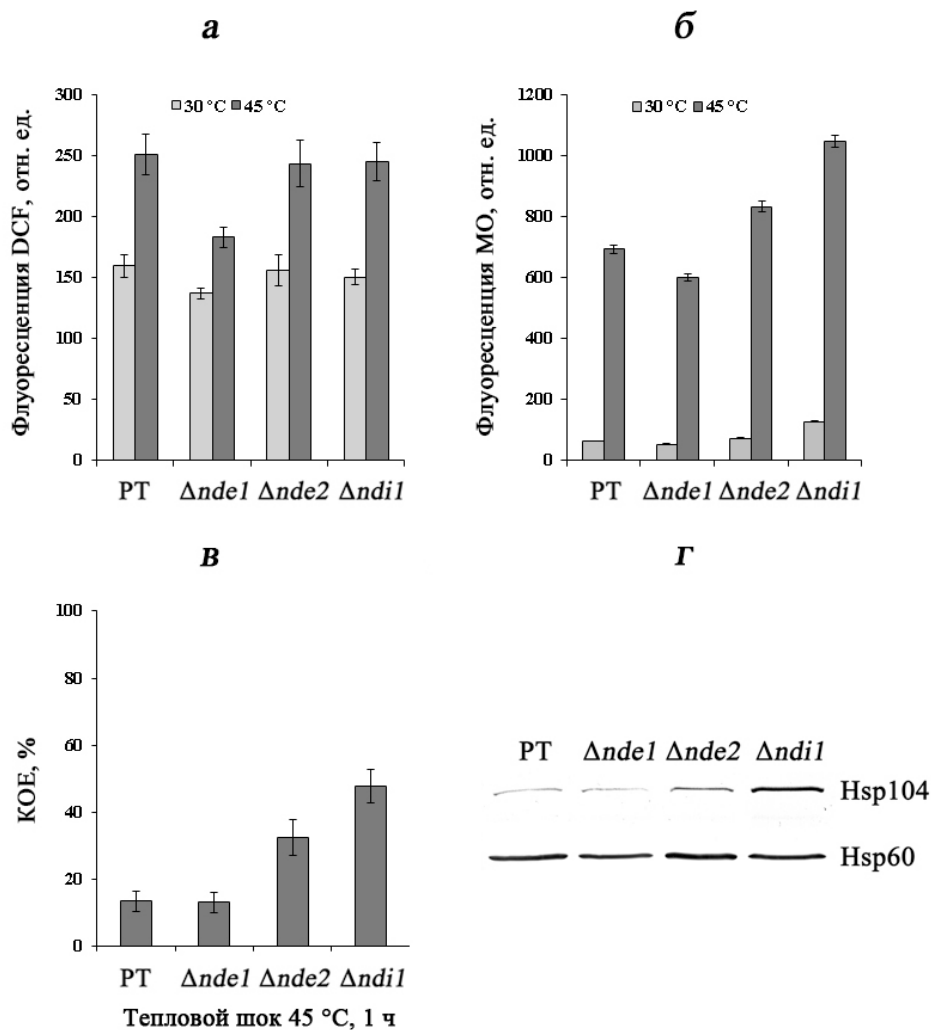 а
Флуоресценция DCF, отн. ед.
300
250
200
150
100
50
0
30 °C 45 °C
PT Δnde1 Δnde2 Δndi1
б
Флуоресценция МО, отн. ед.
1200
1000
800
600
400
200
0
30 °C 45 °C
PT Δnde1 Δnde2 Δndi1
в
КОЕ, %
100
80
60
40
20
0
PT Δnde1 Δnde2 Δndi1
Тепловой шок 45 °C, 1 ч
г
PT Δnde1 Δnde2 Δndi1
Hsp104
Hsp60